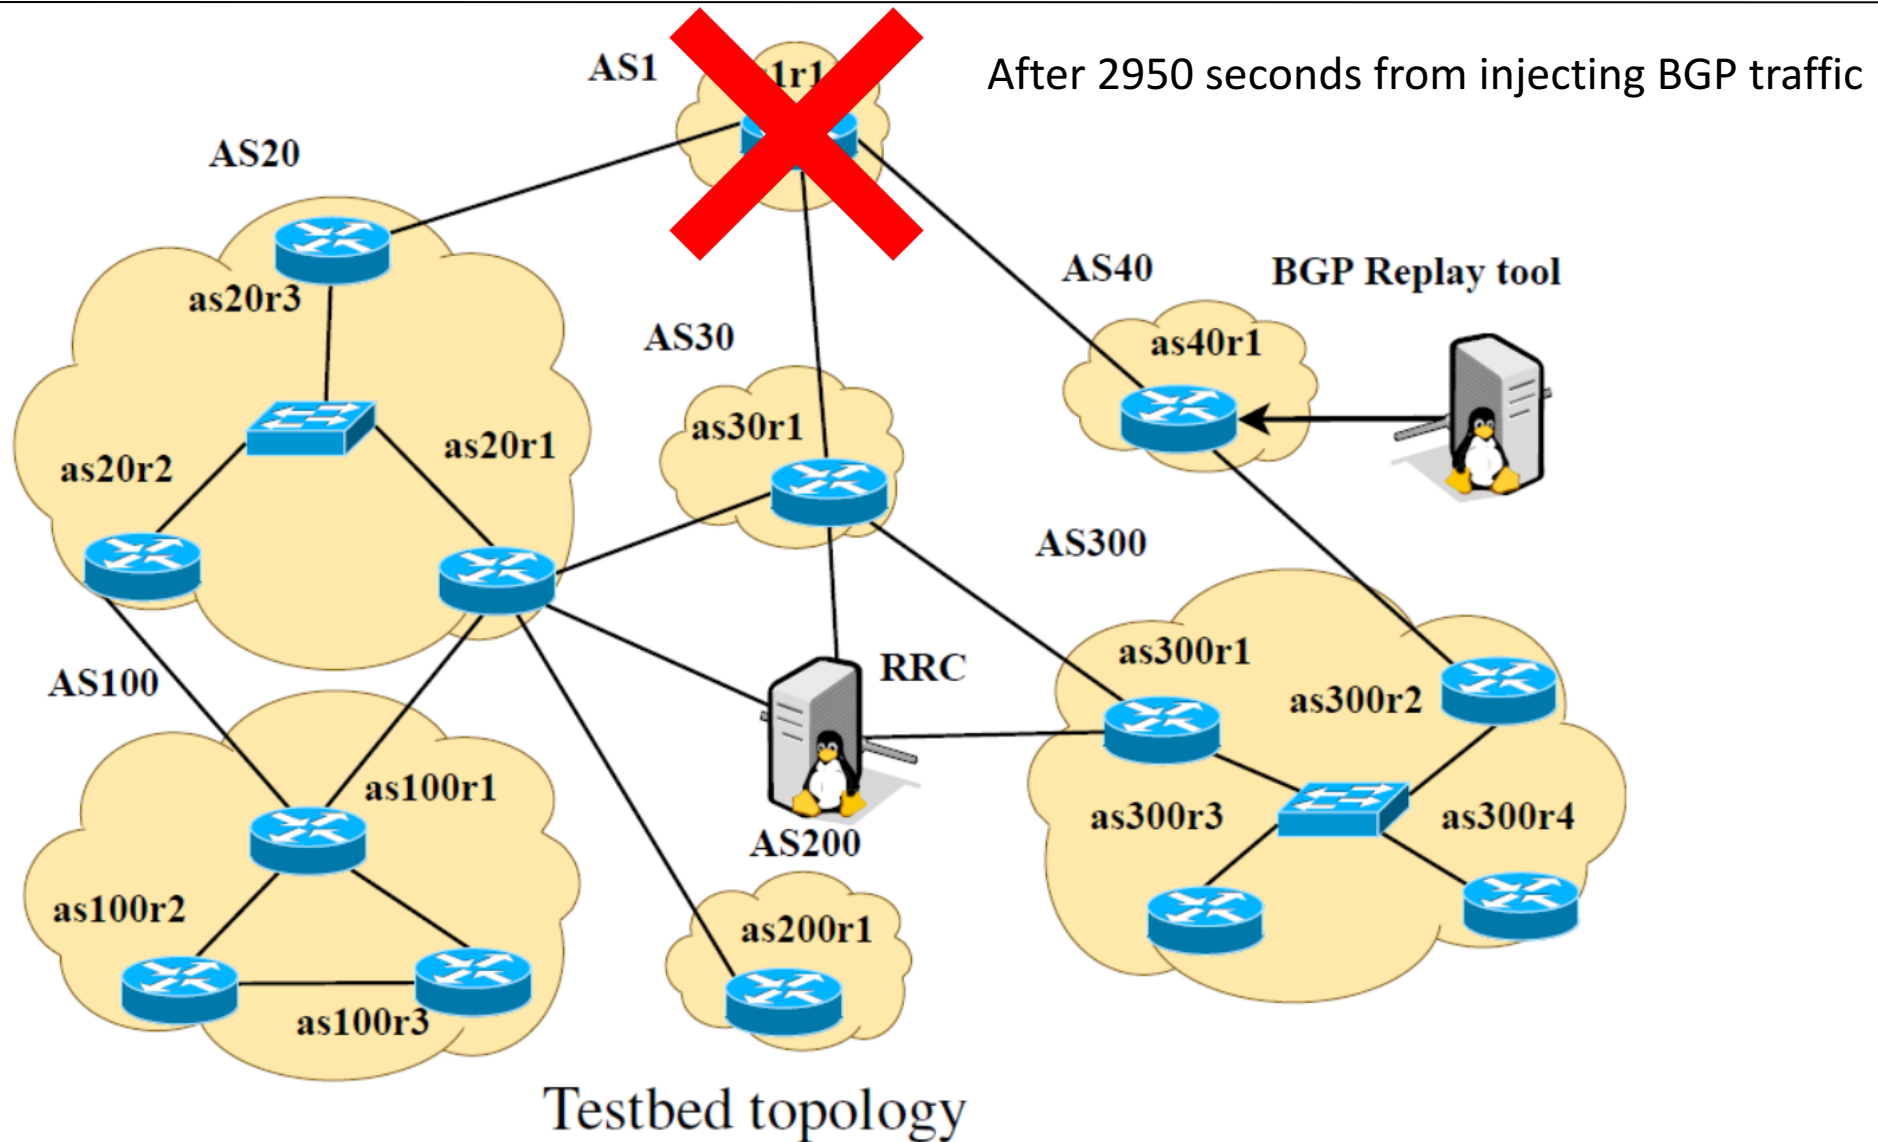 After 2950 seconds from injecting BGP traffic
AS1
1r1
AS20
as20r3
AS40
BGP Replay tool
as40r1
AS30
as30r1
as20r1
as20r2
AS300
as300r1
RRC
AS100
as300r2
as100r1
as300r3
as300r4
AS200
as100r2
as200r1
as100r3
Testbed topology